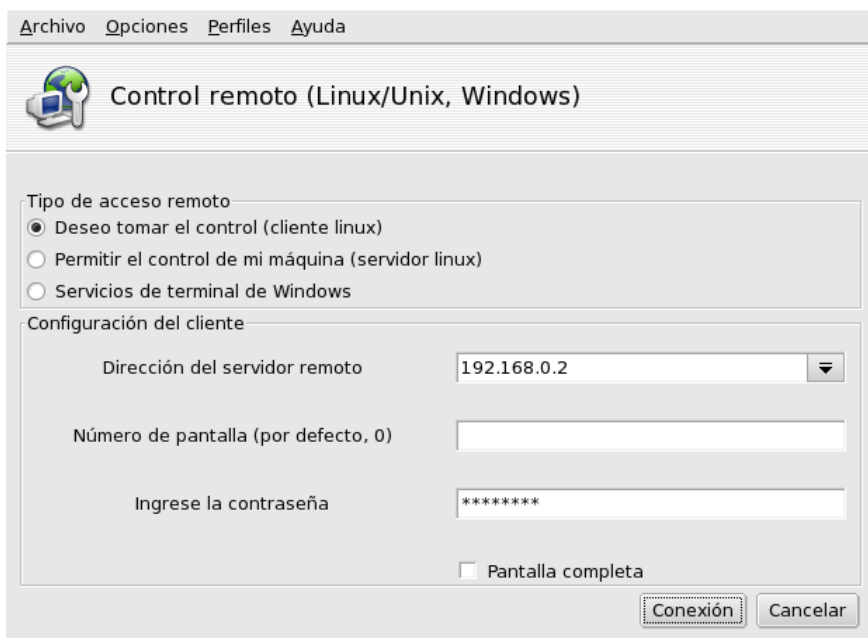 Archivo Opciones Perfiles Ayuda
Control remoto (Linux/Unix, Windows)
Tipo de acceso remoto
Deseo tomar el control (cliente linux)
Permitir el control de mi máquina (servidor linux)
Servicios de terminal de Windows
Configuración del cliente
Dirección del servidor remoto 192.168.0.2
Número de pantalla (por defecto, 0)
Ingrese la contraseña ********
Pantalla completa
Conexión Cancelar